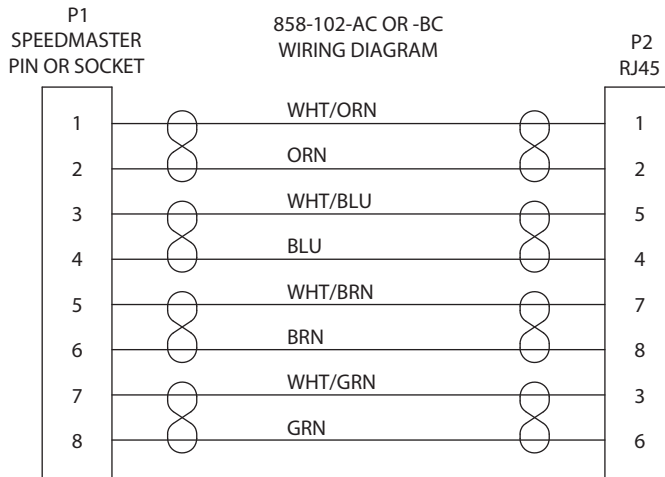 P1
SPEEDMASTER
PIN OR SOCKET
858-102-AC OR -BC
WIRING DIAGRAM
P2
RJ45
1 WHT/ORN 1
2 ORN 2
3 WHT/BLU 5
4 BLU 4
5 WHT/BRN 7
6 BRN 8
7 WHT/GRN 3
8 GRN 6